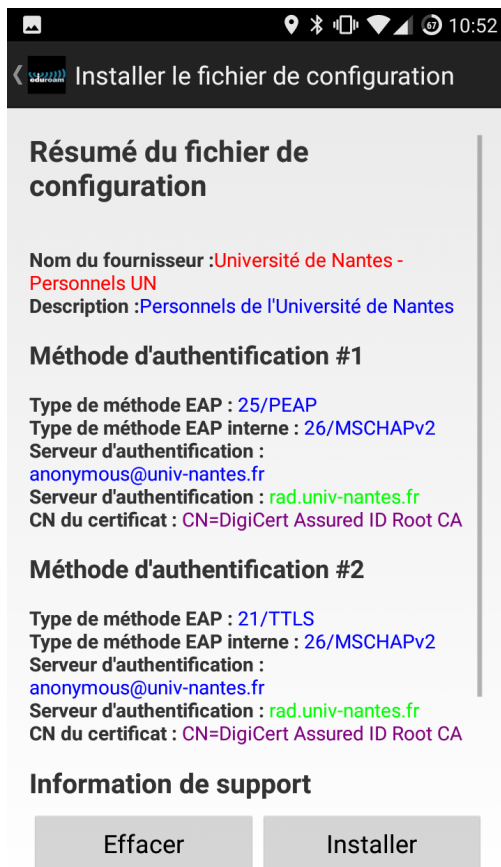 67 10:52
eduroam Installer le fichier de configuration
Résumé du fichier de
configuration
Nom du fournisseur :Université de Nantes -
Personnels UN
Description :Personnels de l'Université de Nantes
Méthode d'authentification #1
Type de méthode EAP : 25/PEAP
Type de méthode EAP interne : 26/MSCHAPv2
Serveur d'authentification :
anonymous@univ-nantes.fr
Serveur d'authentification : rad.univ-nantes.fr
CN du certificat : CN=DigiCert Assured ID Root CA
Méthode d'authentification #2
Type de méthode EAP : 21/TTLS
Type de méthode EAP interne : 26/MSCHAPv2
Serveur d'authentification :
anonymous@univ-nantes.fr
Serveur d'authentification : rad.univ-nantes.fr
CN du certificat : CN=DigiCert Assured ID Root CA
Information de support
Effacer Installer